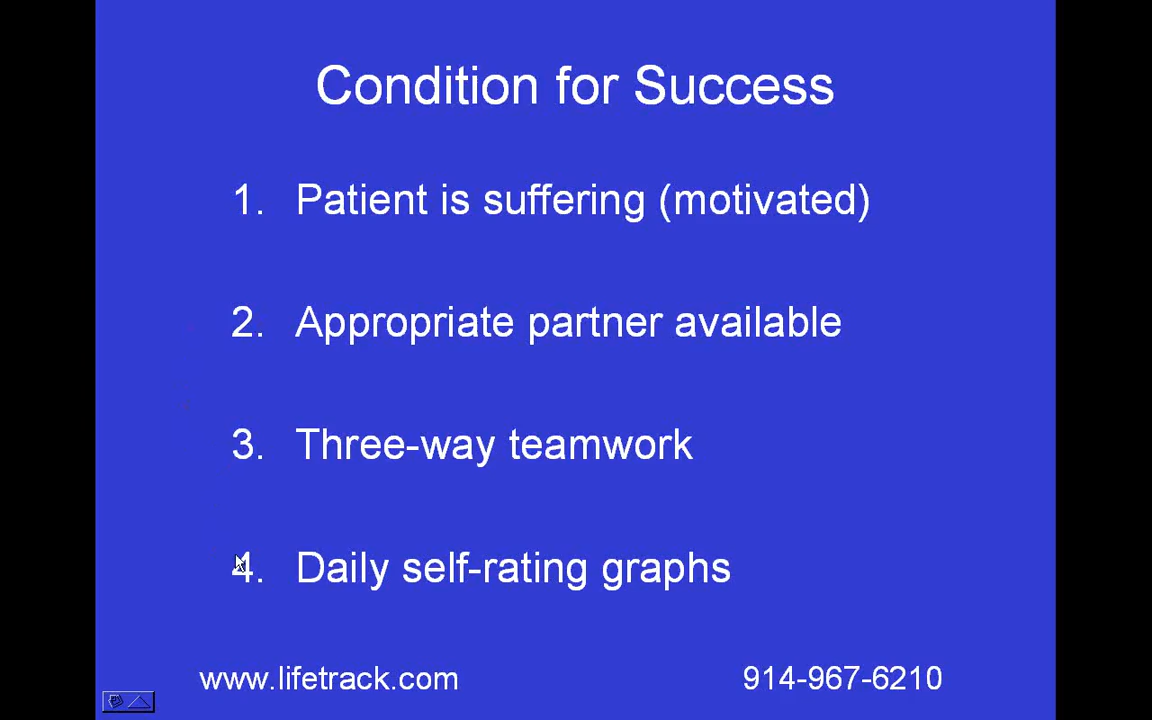 Condition for Success
1. Patient is suffering (motivated)
2. Appropriate partner available
3. Three-way teamwork
4. Daily self-rating graphs
www.lifetrack.com 914-967-6210